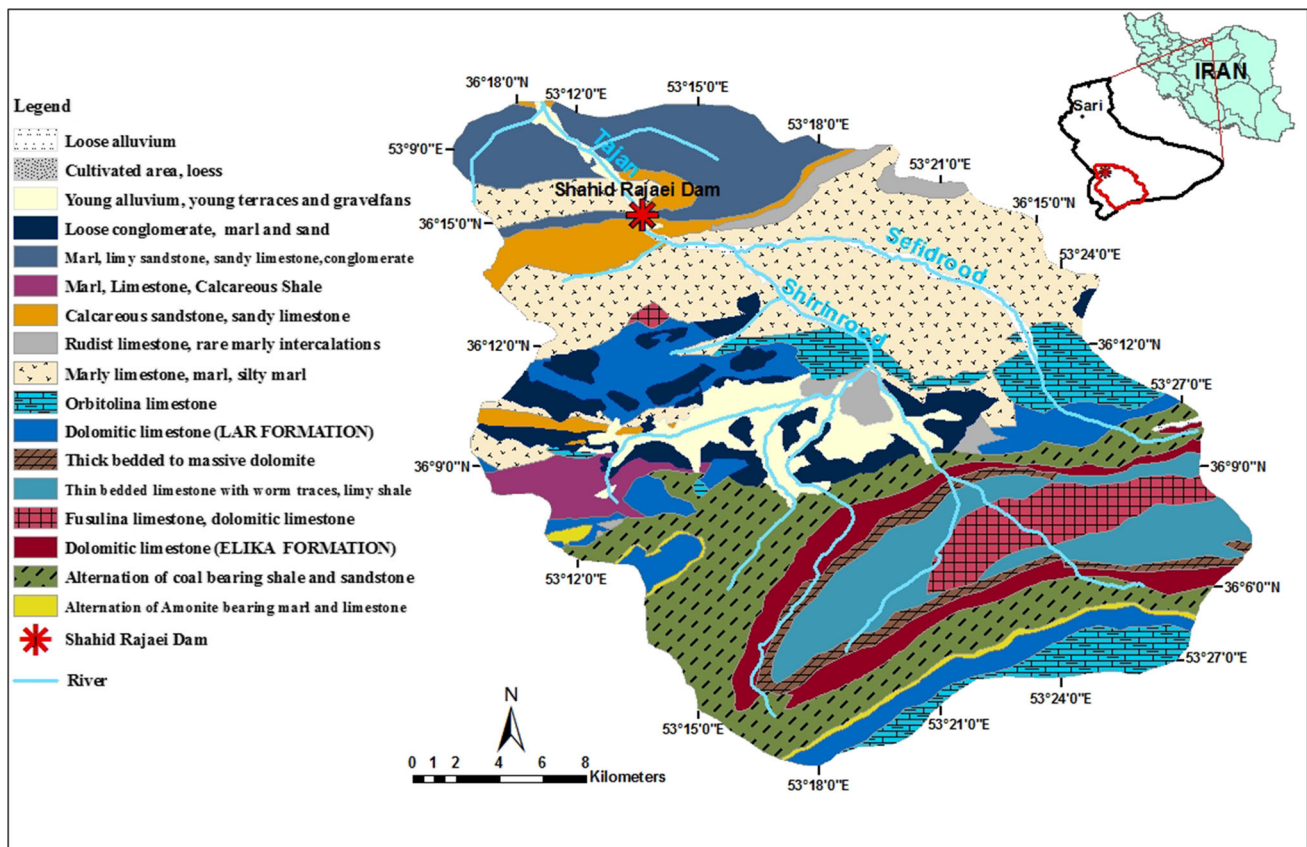 Legend
Loose alluvium
Cultivated area, loess
Young alluvium, young terraces and gravelfans
Loose conglomerate, marl and sand
Marl, limy sandstone, sandy limestone,conglomerate
Marl, Limestone, Calcareous Shale
Calcareous sandstone, sandy limestone
Rudist limestone, rare marly intercalations
Marly limestone, marl, silty marl
Orbitolina limestone
Dolomitic limestone (LAR FORMATION)
Thick bedded to massive dolomite
Thin bedded limestone with worm traces, limy shale
Fusulina limestone, dolomitic limestone
Dolomitic limestone (ELIKA FORMATION)
Alternation of coal bearing shale and sandstone
Alternation of Amonite bearing marl and limestone
Shahid Rajaei Dam
River
36°18'0"N
53°12'0"E
53°15'0"E
53°9'0"E
53°18'0"E
53°21'0"E
36°15'0"N
36°15'0"N
53°24'0"E
36°12'0"N
36°12'0"N
53°27'0"E
36°9'0"N
36°9'0"N
53°12'0"E
36°6'0"N
53°27'0"E
53°24'0"E
53°21'0"E
53°15'0"E
53°18'0"E
Tajan
Shahid Rajaei Dam
Sefidrood
Shirinrood
IRAN
Sari
N
0 1 2 4 6 8
Kilometers